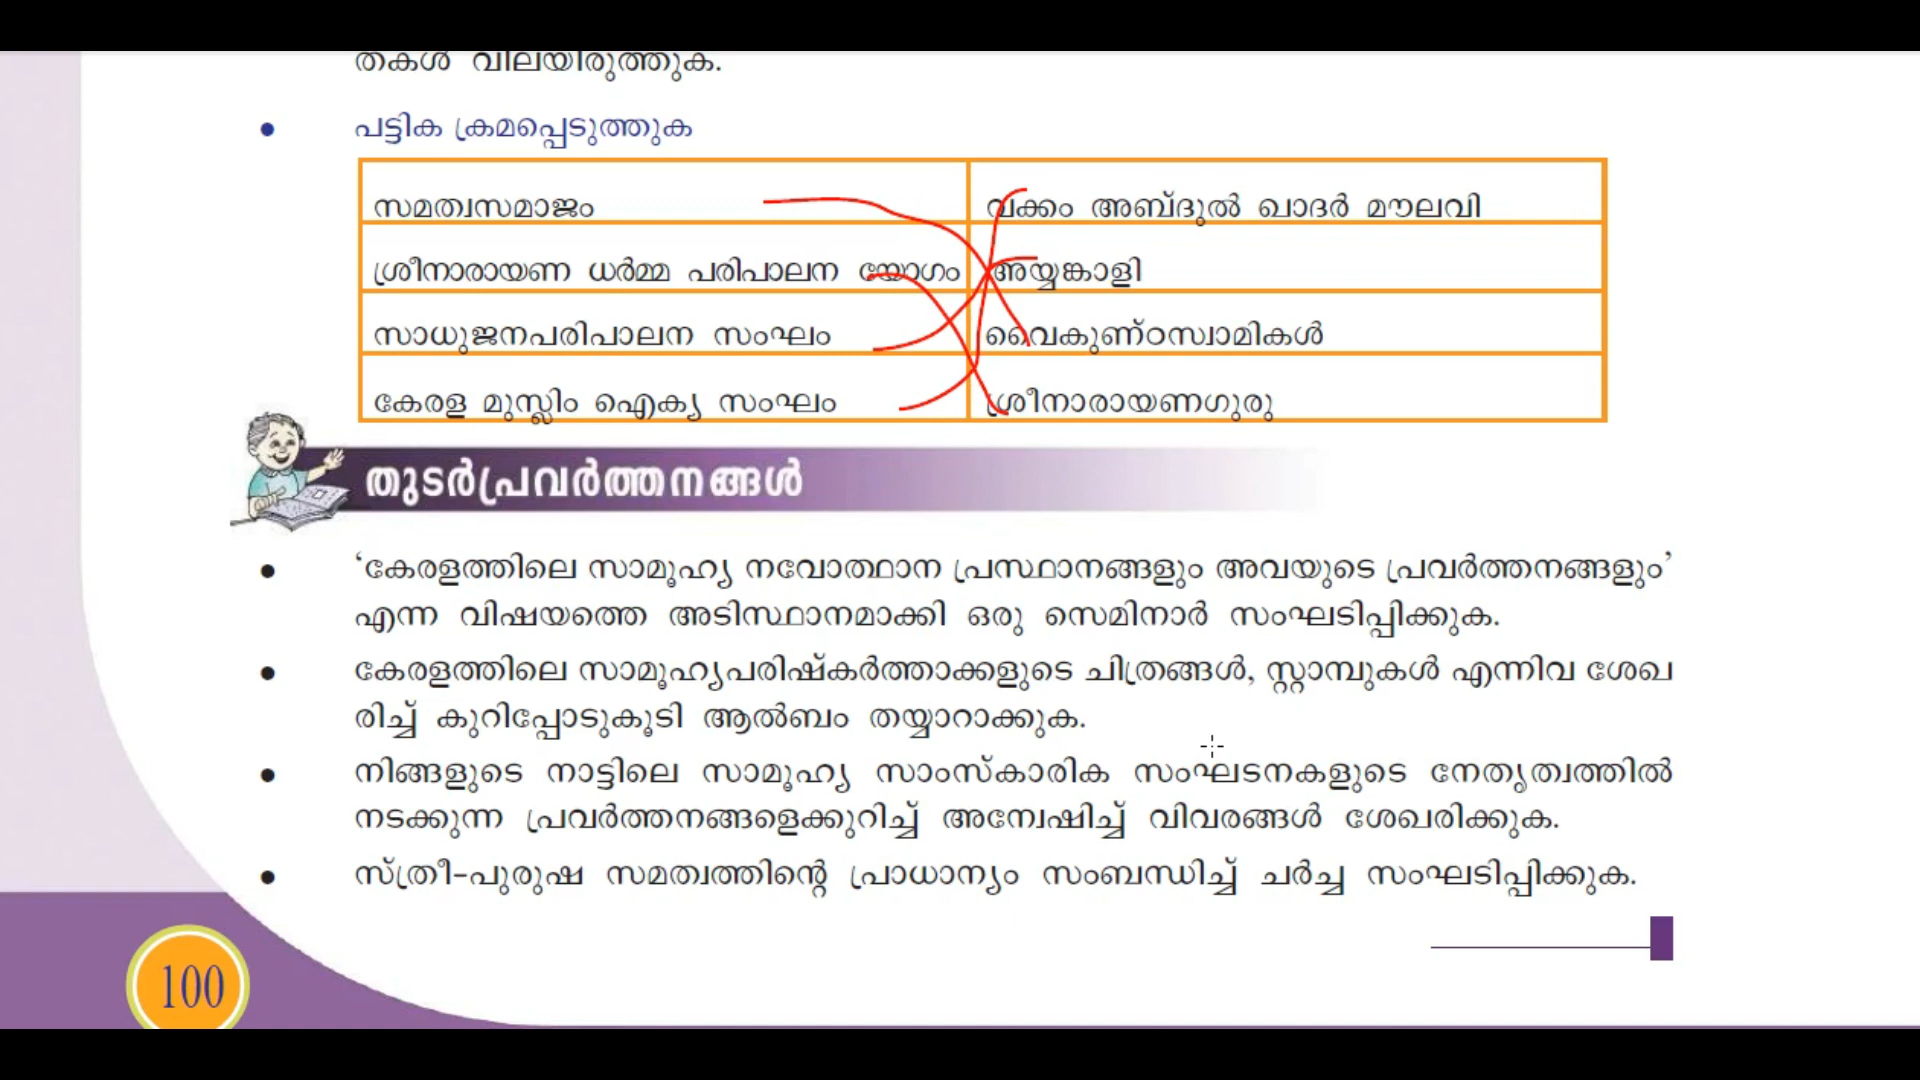 തകൾ വിലയിരുത്തുക.
പട്ടിക ക്രമപ്പെടുത്തുക
സമത്വസമാജം വക്കം അബ്ദുൽ ഖാദർ മൗലവി
ശ്രീനാരായണ ധർമ്മ പരിപാലന യോഗം അയ്യങ്കാളി
സാധുജനപരിപാലന സംഘം വൈകുണ്ഠസ്വാമികൾ
കേരള മുസ്ലിം ഐക്യ സംഘം ശ്രീനാരായണഗുരു
തുടർപ്രവർത്തനങ്ങൾ
‘കേരളത്തിലെ സാമൂഹ്യ നവോത്ഥാന പ്രസ്ഥാനങ്ങളും അവയുടെ പ്രവർത്തനങ്ങളും’
എന്ന വിഷയത്തെ അടിസ്ഥാനമാക്കി ഒരു സെമിനാർ സംഘടിപ്പിക്കുക.
കേരളത്തിലെ സാമൂഹ്യപരിഷ്കർത്താക്കളുടെ ചിത്രങ്ങൾ, സ്റ്റാമ്പുകൾ എന്നിവ ശേഖ
രിച്ച് കുറിപ്പോടുകൂടി ആൽബം തയ്യാറാക്കുക.
നിങ്ങളുടെ നാട്ടിലെ സാമൂഹ്യ സാംസ്കാരിക സംഘടനകളുടെ നേതൃത്വത്തിൽ
നടക്കുന്ന പ്രവർത്തനങ്ങളെക്കുറിച്ച് അന്വേഷിച്ച് വിവരങ്ങൾ ശേഖരിക്കുക.
സ്ത്രീ-പുരുഷ സമത്വത്തിന്റെ പ്രാധാന്യം സംബന്ധിച്ച് ചർച്ച സംഘടിപ്പിക്കുക.
100